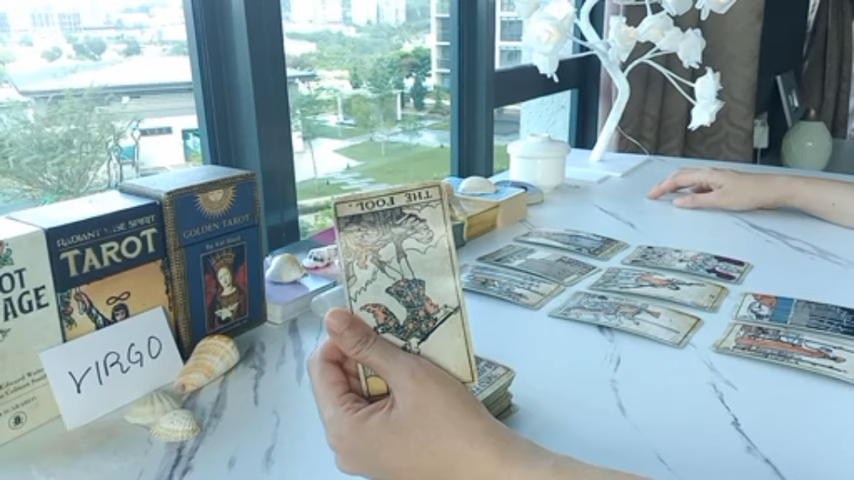 OT
AGE
RADIANT WISE SPIRIT
TAROT
GOLDEN TAROT
VIRGO
THE FOOL.